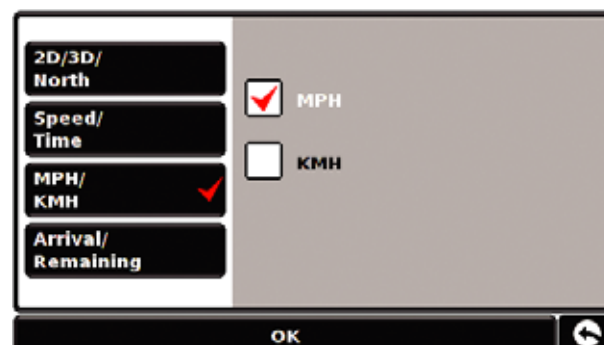 2D/3D/
North
Speed/
Time
MPH/
KMH
Arrival/
Remaining
MPH
KMH
OK